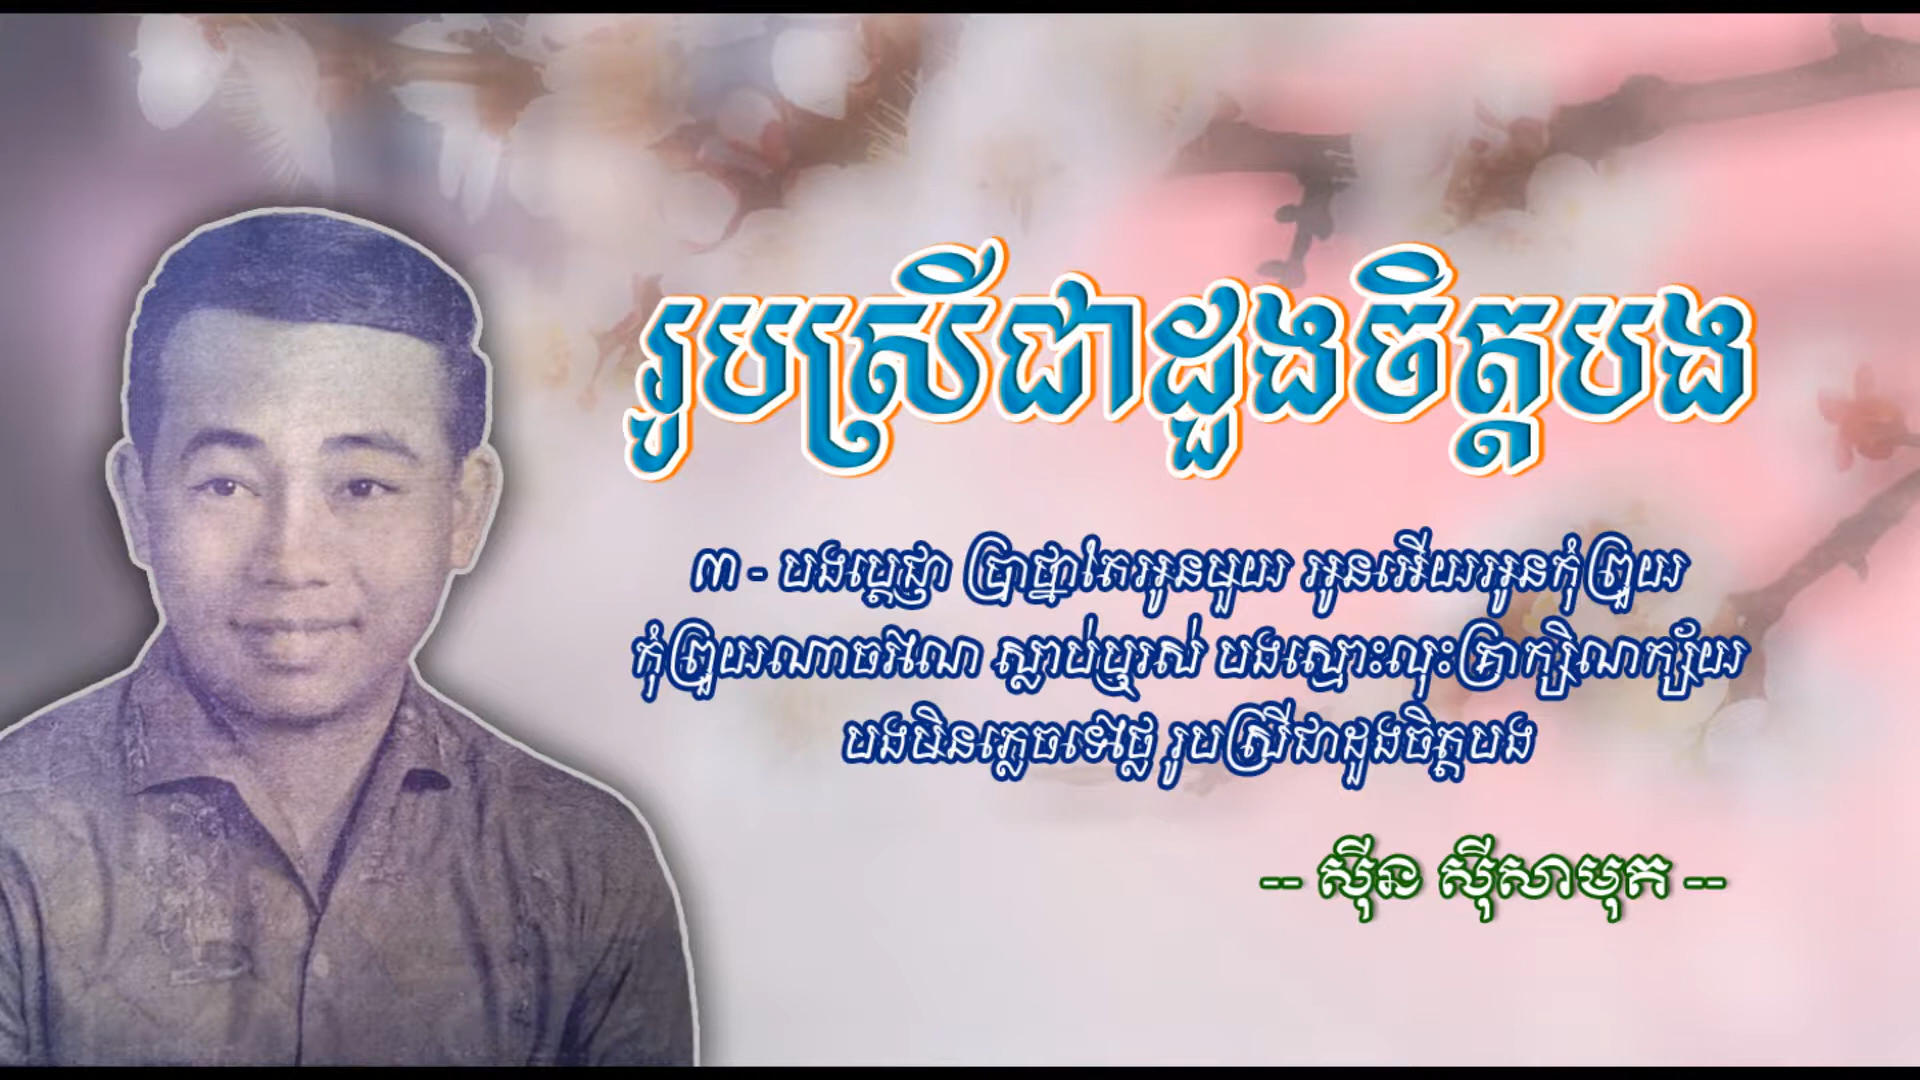 រូបស្រីជាដួងចិត្តបង
៣ - បងប្តេជ្ញា ប្រាថ្នាតែអូនមួយ អូនអើយអូនកុំព្រួយ
កុំព្រួយណាចរណៃ ស្លាប់ឬរស់ បងស្មោះលុះប្រាក្ស័ិណក្ស័យ
បងមិនភ្លេចទៅថ្លៃ រូបស្រីជាដួងចិត្តបង
-- ស៊ីន ស៊ីសាមុត --